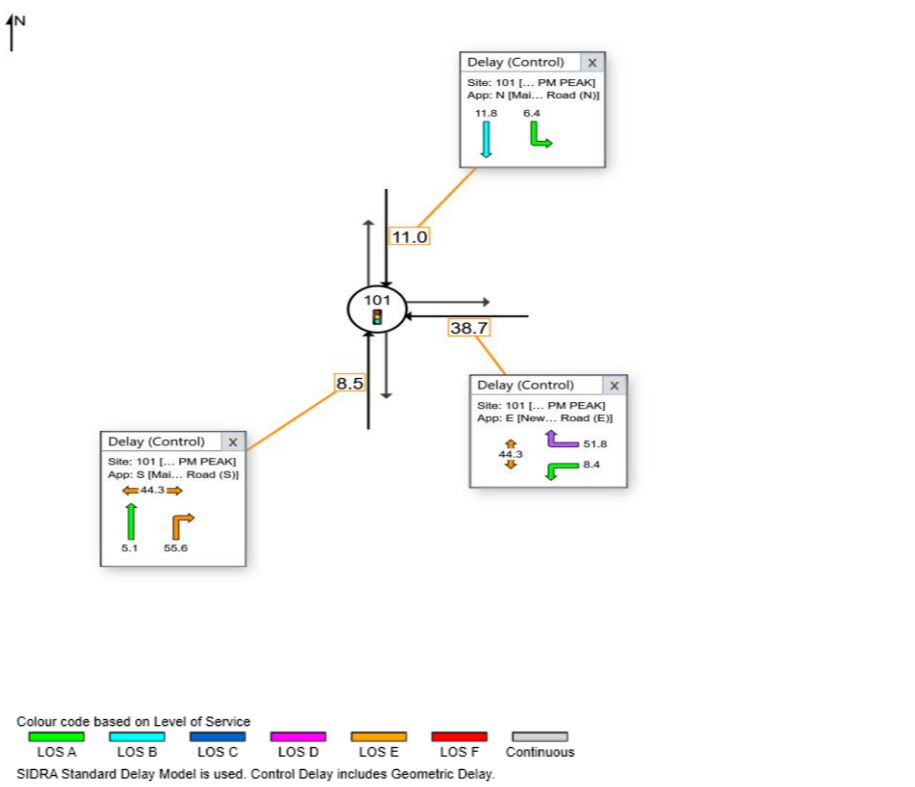 N
Delay (Control) X
Site: 101 [... PM PEAK]
App: N [Mai... Road (N)]
11.8 6.4
11.0
101
38.7
8.5
Delay (Control) X
Site: 101 [... PM PEAK]
App: E [New... Road (E)]
51.8
44.3
8.4
Delay (Control) X
Site: 101 [... PM PEAK]
App: S [Mai... Road (S)]
44.3
5.1 55.6
Colour code based on Level of Service
LOS A LOS B LOS C LOS D LOS E LOS F Continuous
SIDRA Standard Delay Model is used. Control Delay includes Geometric Delay.